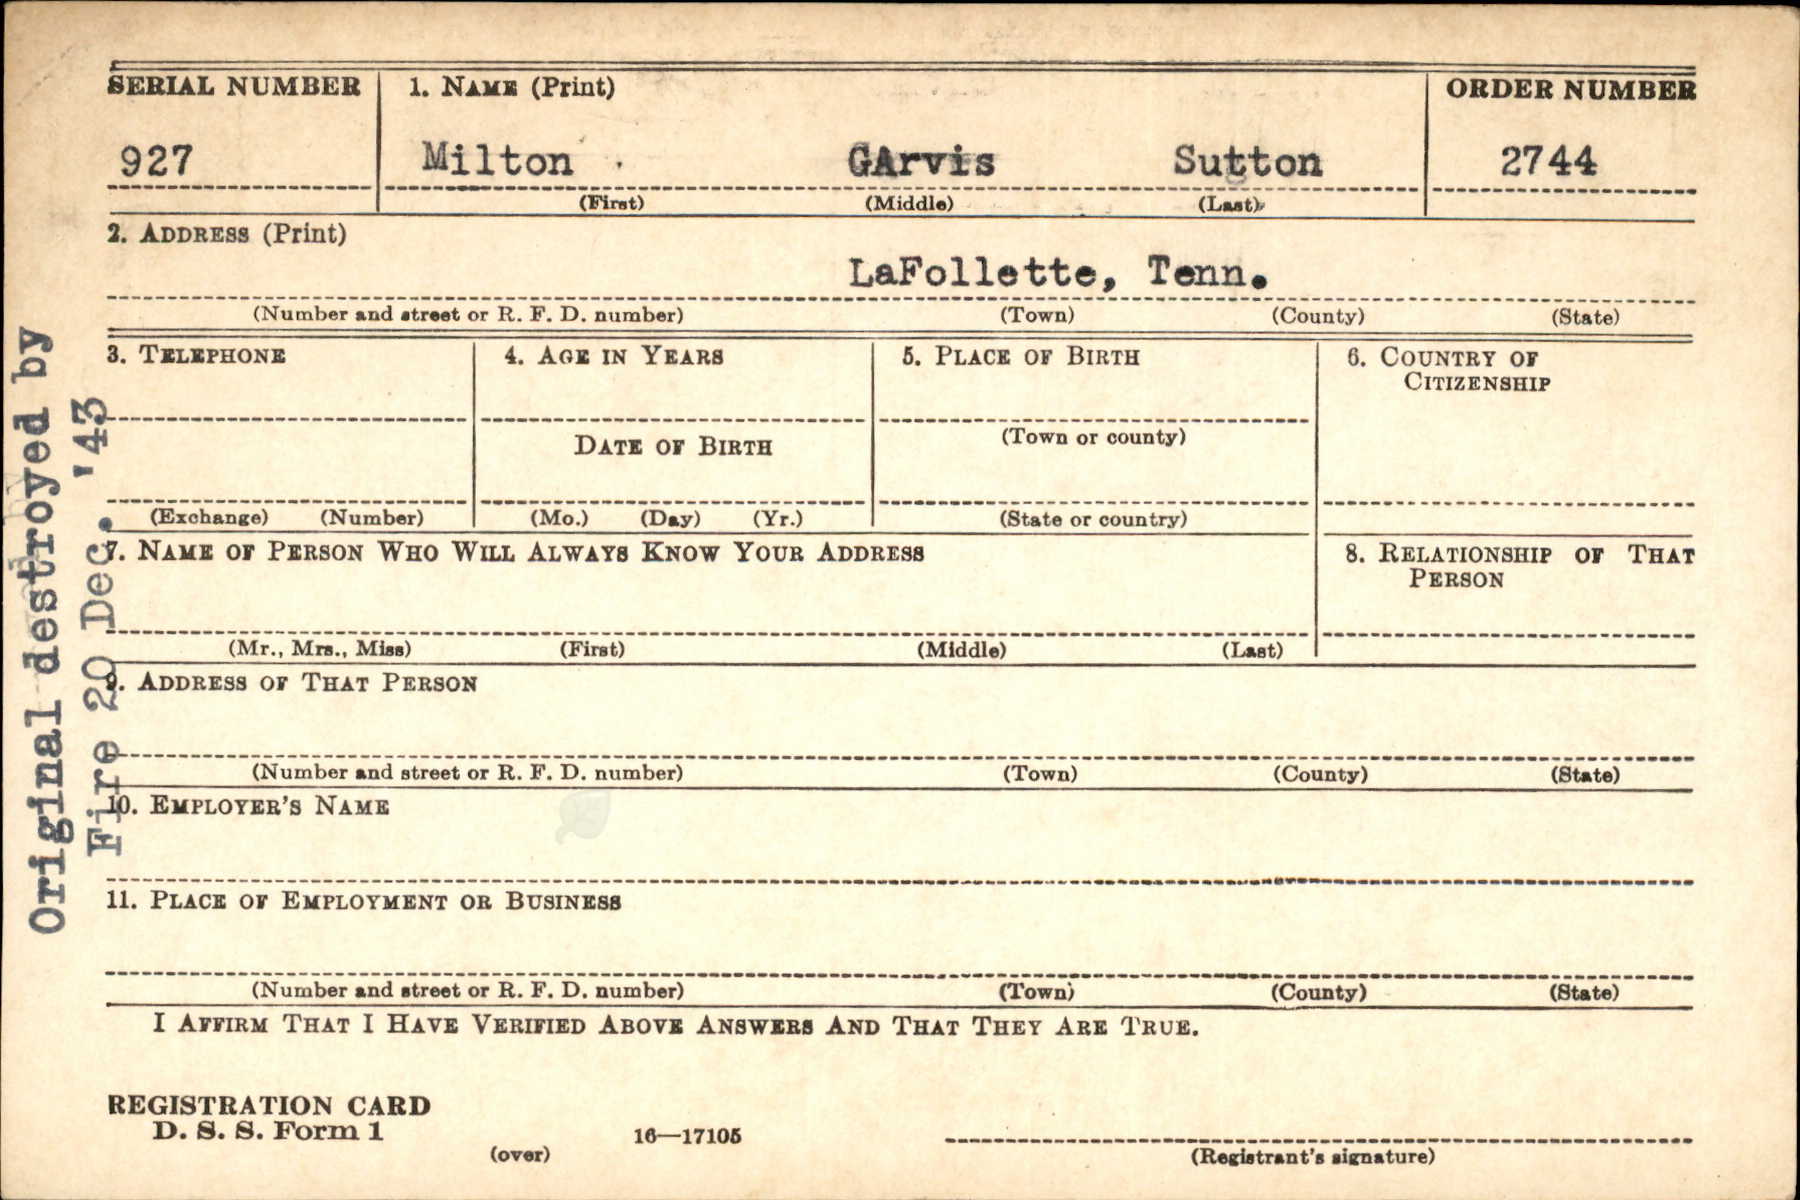 SERIAL NUMBER 1. NAME (Print) ORDER NUMBER
927 Milton GArvis Sutton 2744
(First) (Middle) (Last)
2. ADDRESS (Print)
LaFollette, Tenn.
(Number and street or R. F. D. number) (Town) (County) (State)
3. TELEPHONE 4. AGE IN YEARS 5. PLACE OF BIRTH 6. COUNTRY OF
CITIZENSHIP
(Town or county)
DATE OF BIRTH
(Exchange) (Number) (Mo.) (Day) (Yr.) (State or country)
7. NAME OF PERSON WHO WILL ALWAYS KNOW YOUR ADDRESS 8. RELATIONSHIP OF THAT
PERSON
(Mr., Mrs., Miss) (First) (Middle) (Last)
9. ADDRESS OF THAT PERSON
(Number and street or R. F. D. number) (Town) (County) (State)
10. EMPLOYER'S NAME
11. PLACE OF EMPLOYMENT OR BUSINESS
(Number and street or R. F. D. number) (Town) (County) (State)
I AFFIRM THAT I HAVE VERIFIED ABOVE ANSWERS AND THAT THEY ARE TRUE.
REGISTRATION CARD
D. S. S. Form 1
(over) 16—17105 (Registrant's signature)
Original destroyed by
Fire 20 Dec. '43